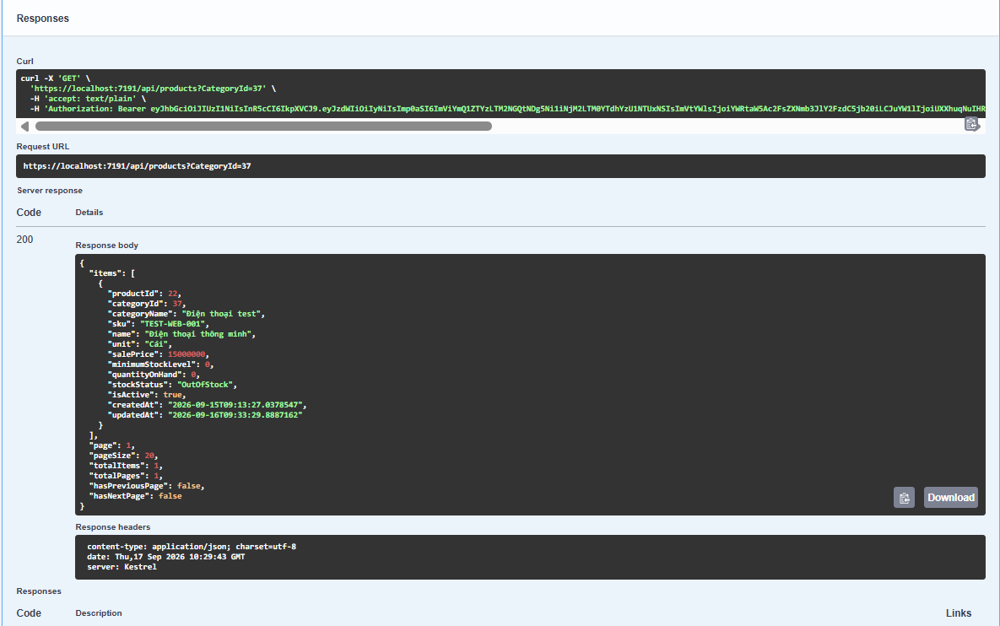 Responses
Curl
curl -X 'GET' \
'https://localhost:7191/api/products?CategoryId=37' \
-H 'accept: text/plain' \
-H 'Authorization: Bearer
Request URL
https://localhost:7191/api/products?CategoryId=37
Server response
Code Details
200
Response body
{
"items": [
{
"productId": 22,
"categoryId": 37,
"categoryName": "Điện thoại test",
"sku": "TEST-WEB-001",
"name": "Điện thoại thông minh",
"unit": "Cái",
"salePrice": 15000000,
"minimumStockLevel": 0,
"quantityOnHand": 0,
"stockStatus": "OutOfStock",
"isActive": true,
"createdAt": "2026-09-15T09:13:27.0378547",
"updatedAt": "2026-09-16T09:33:29.8887162"
}
],
"page": 1,
"pageSize": 20,
"totalItems": 1,
"totalPages": 1,
"hasPreviousPage": false,
"hasNextPage": false
}
Download
Response headers
content-type: application/json; charset=utf-8
date: Thu,17 Sep 2026 10:29:43 GMT
server: Kestrel
Responses
Code Description Links